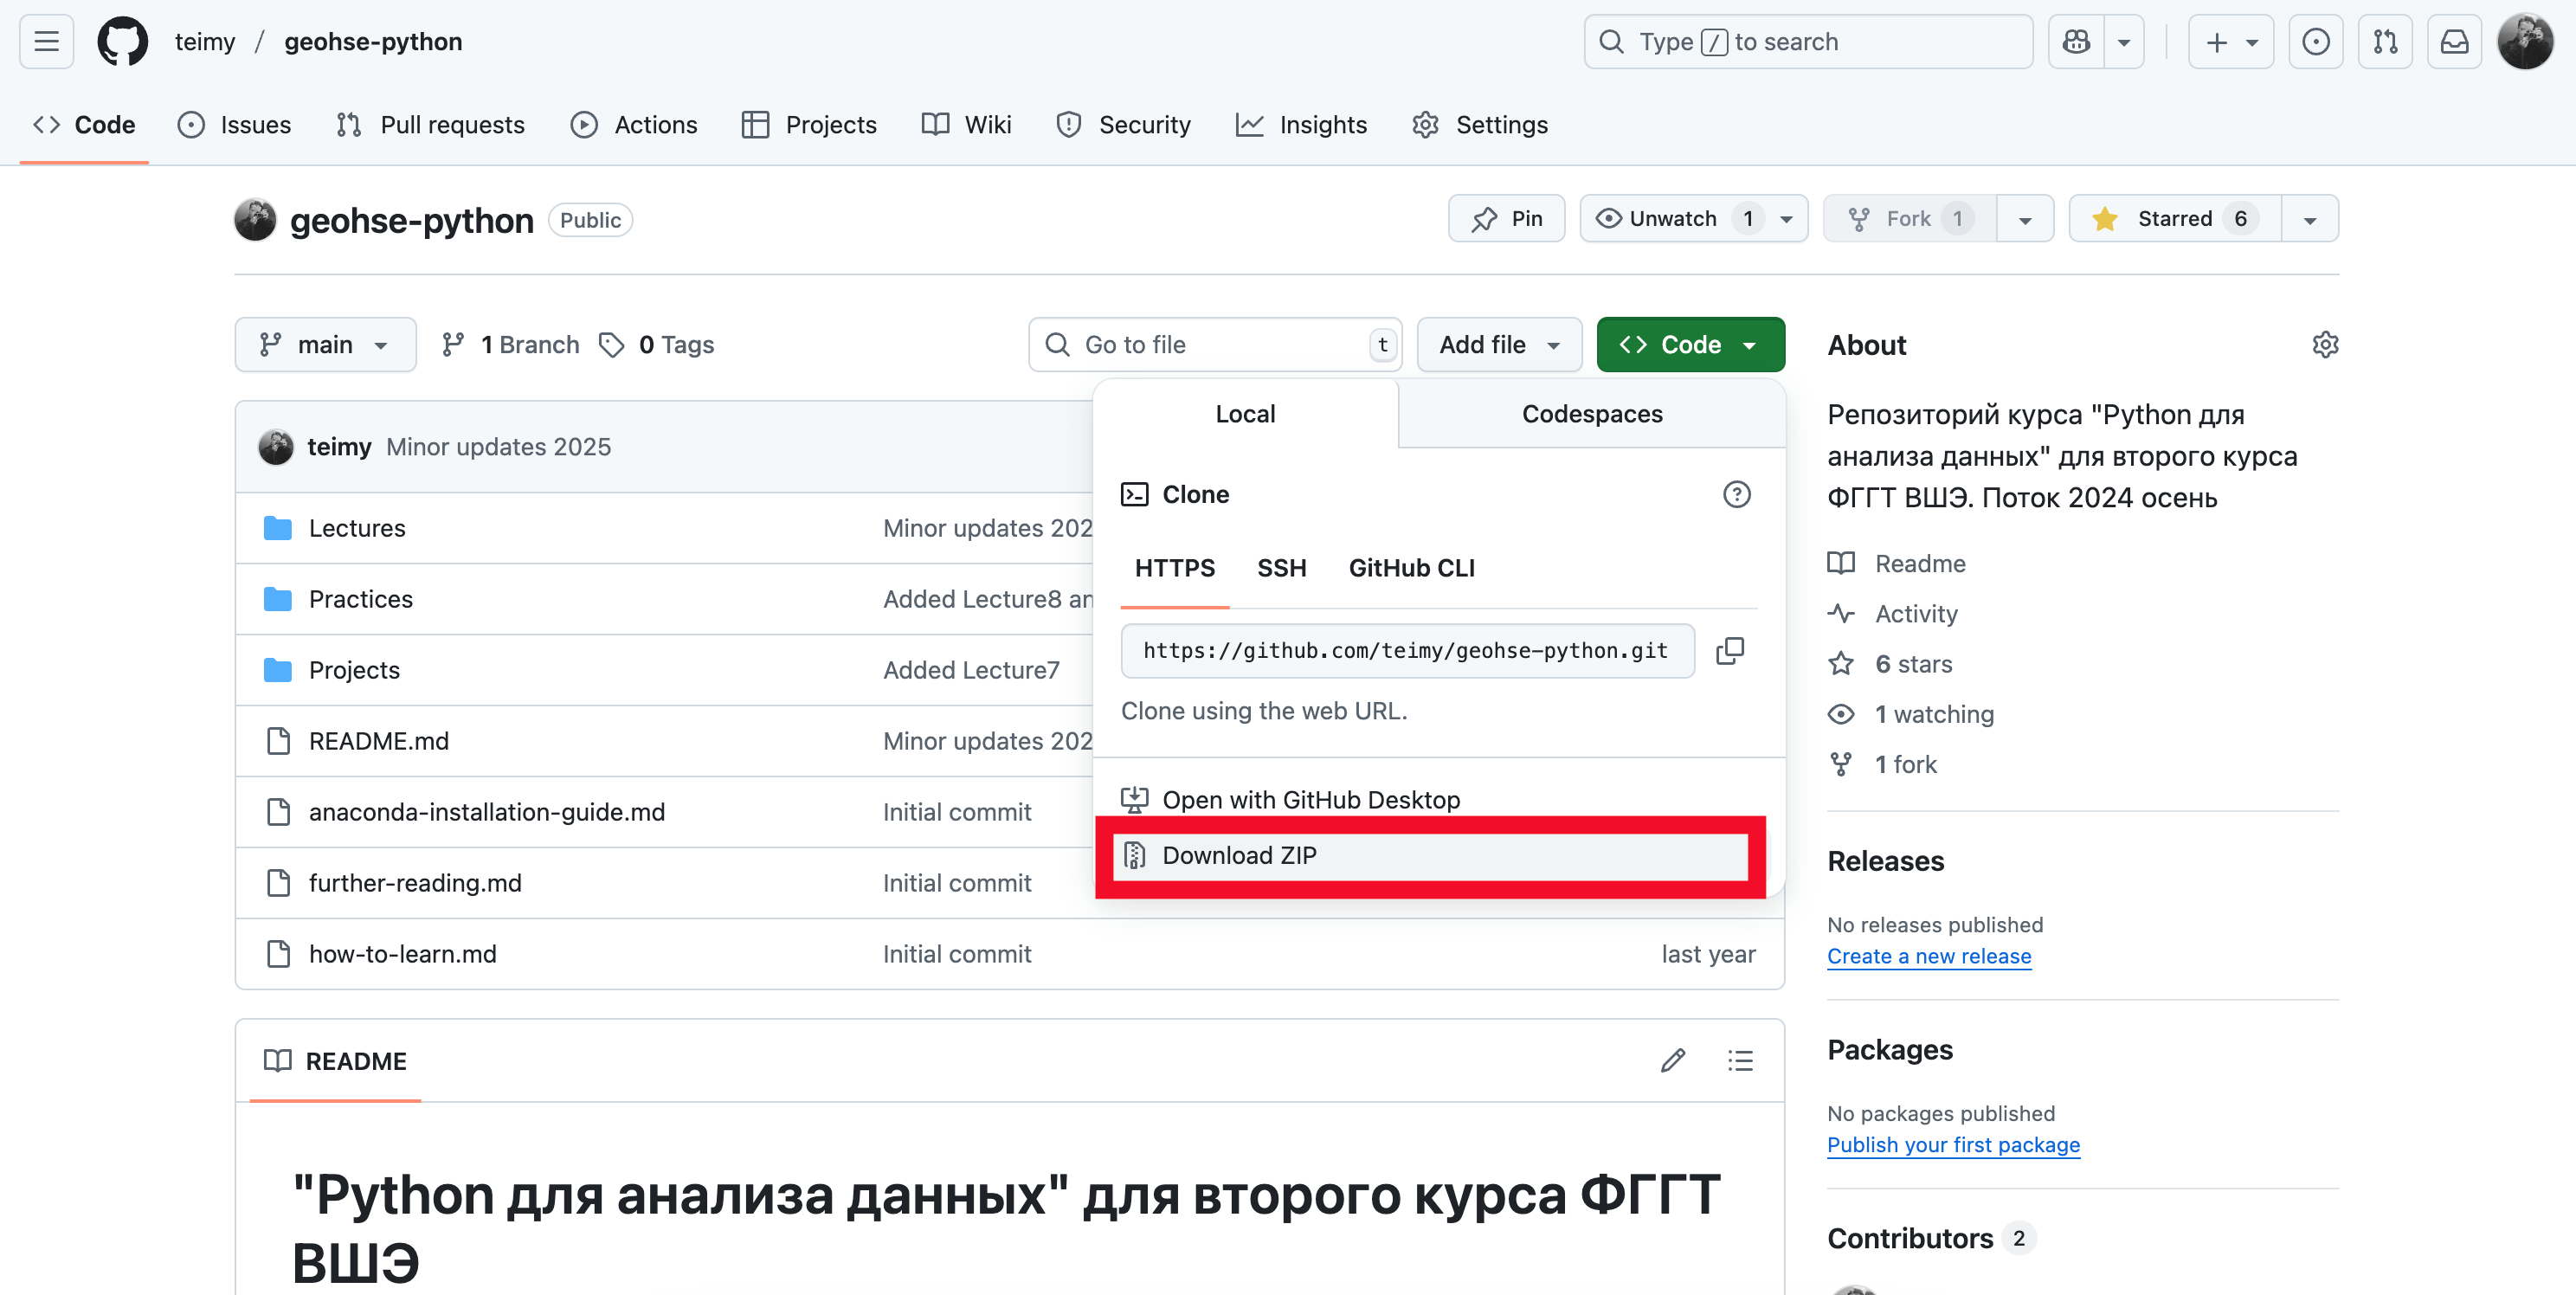 teimy / geohse-python
Type / to search
Code Issues Pull requests Actions Projects Wiki Security Insights Settings
geohse-python Public
Pin Unwatch 1 Fork 1 Starred 6
main 1 Branch 0 Tags
Go to file t Add file Code
teimy Minor updates 2025
Lectures Minor updates 202
Practices Added Lecture8 an
Projects Added Lecture7
README.md Minor updates 202
anaconda-installation-guide.md Initial commit
further-reading.md Initial commit
how-to-learn.md Initial commit last year
Local Codespaces
Clone
HTTPS SSH GitHub CLI
https://github.com/teimy/geohse-python.git
Clone using the web URL.
Open with GitHub Desktop
Download ZIP
README
"Python для анализа данных" для второго курса ФГГТ
ВШЭ
About
Репозиторий курса "Python для
анализа данных" для второго курса
ФГГТ ВШЭ. Поток 2024 осень
Readme
Activity
6 stars
1 watching
1 fork
Releases
No releases published
Create a new release
Packages
No packages published
Publish your first package
Contributors 2